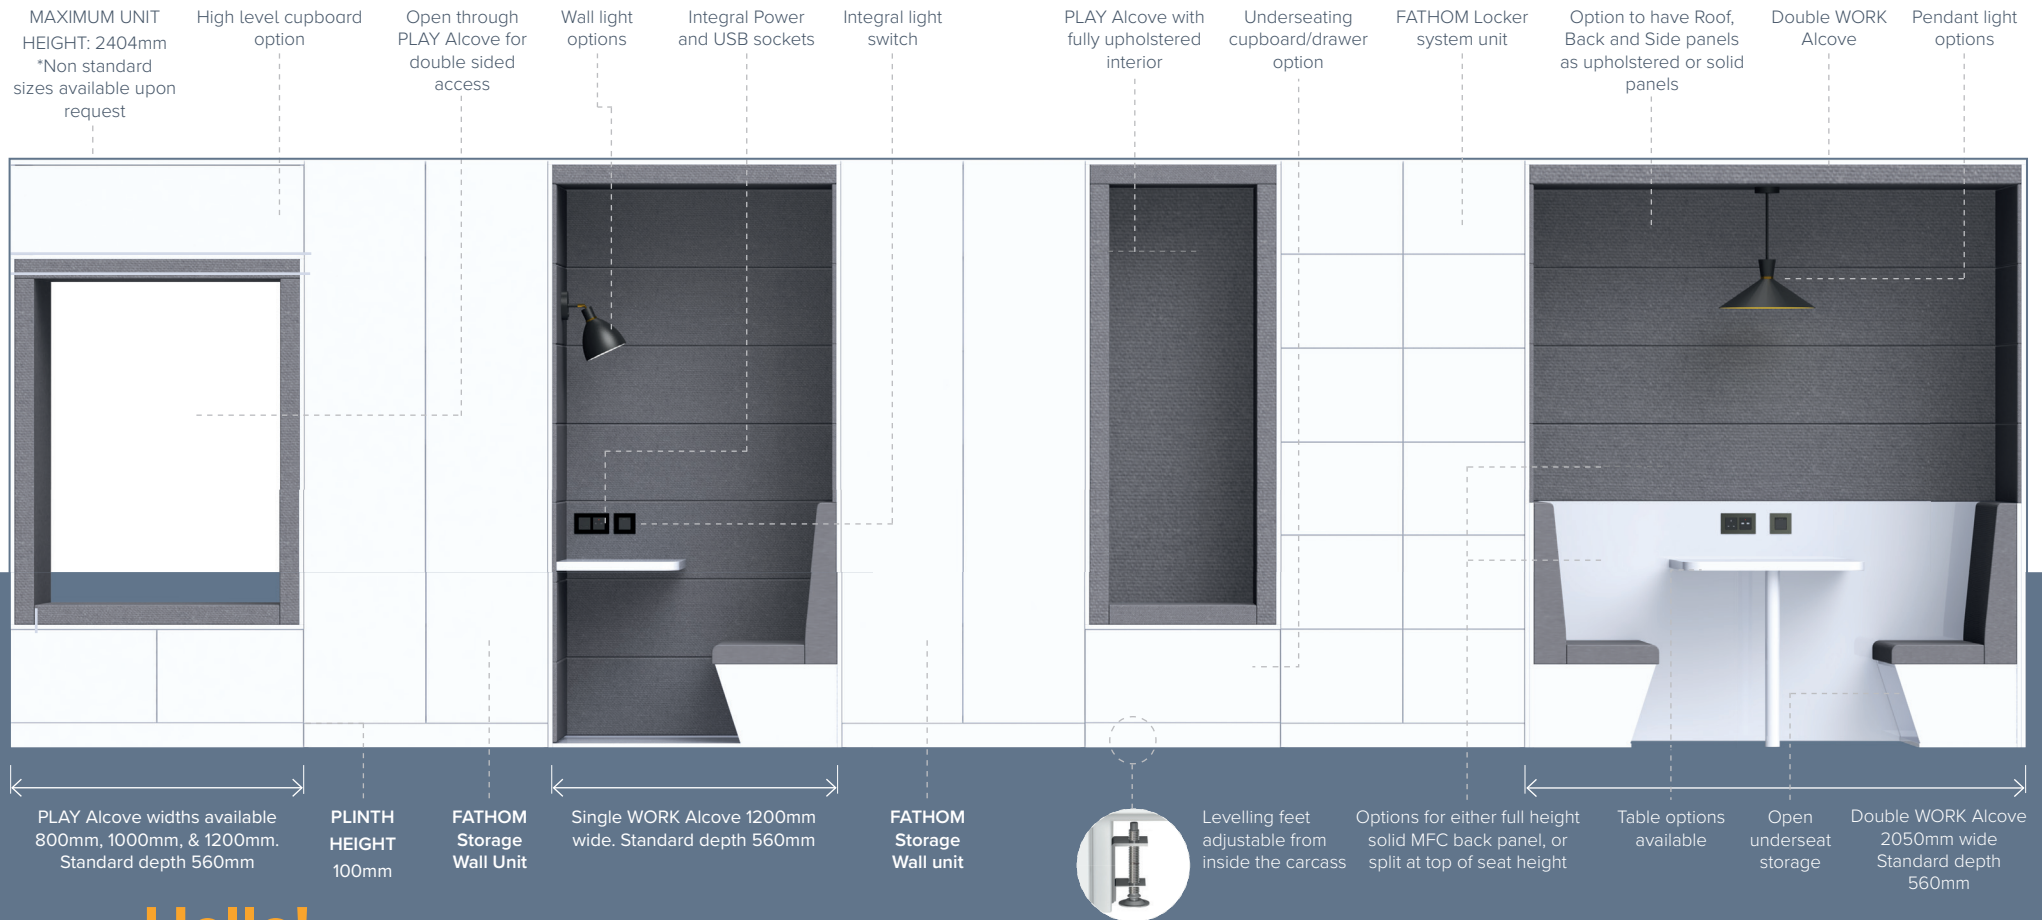 MAXIMUM UNIT
HEIGHT: 2404mm
*Non standard
sizes available upon
request
High level cupboard
option
Open through
PLAY Alcove for
double sided
access
Wall light
options
Integral Power
and USB sockets
Integral light
switch
PLAY Alcove with
fully upholstered
interior
Underseating
cupboard/drawer
option
FATHOM Locker
system unit
Option to have Roof,
Back and Side panels
as upholstered or solid
panels
Double WORK
Alcove
Pendant light
options
PLAY Alcove widths available
800mm, 1000mm, & 1200mm.
Standard depth 560mm
PLINTH
HEIGHT
100mm
FATHOM
Storage
Wall Unit
Single WORK Alcove 1200mm
wide. Standard depth 560mm
FATHOM
Storage
Wall unit
Levelling feet
adjustable from
inside the carcass
Options for either full height
solid MFC back panel, or
split at top of seat height
Table options
available
Open
underseat
storage
Double WORK Alcove
2050mm wide
Standard depth
560mm
Hello!